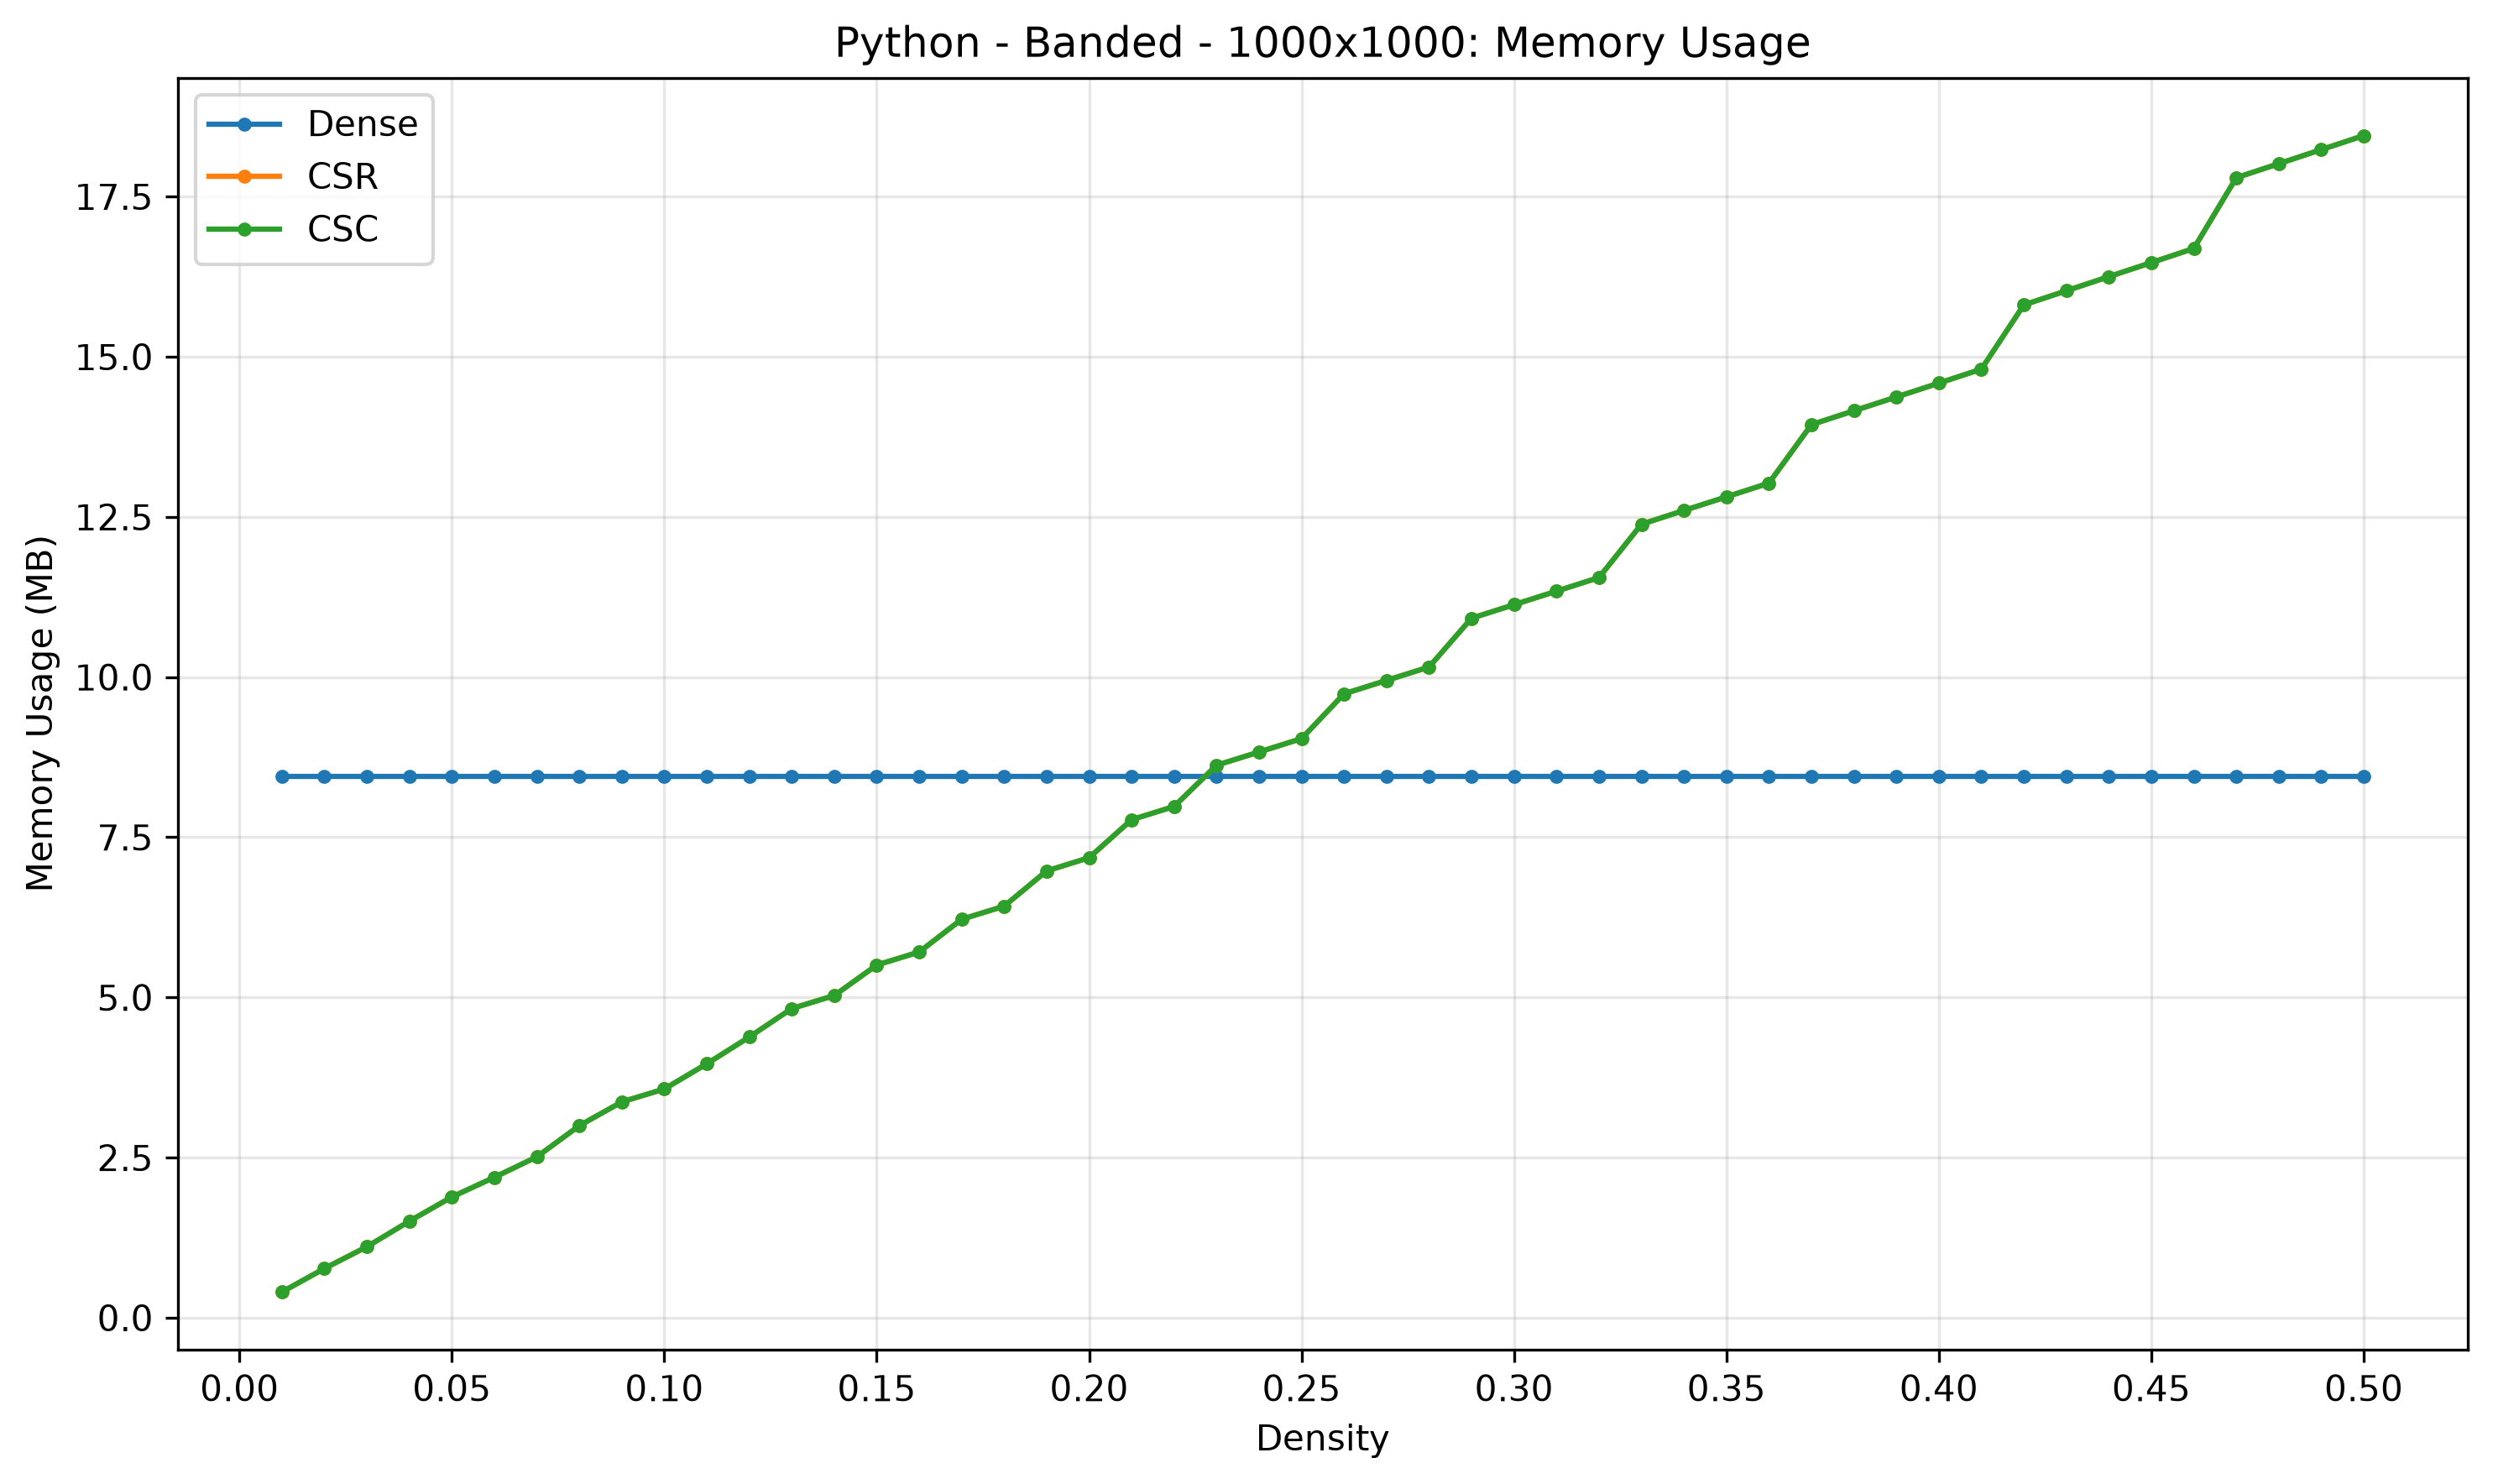 Python - Banded - 1000x1000: Memory Usage
Dense
CSR
CSC
17.5
15.0
12.5
10.0
7.5
5.0
2.5
0.0
Memory Usage (MB)
0.00 0.05 0.10 0.15 0.20 0.25 0.30 0.35 0.40 0.45 0.50
Density